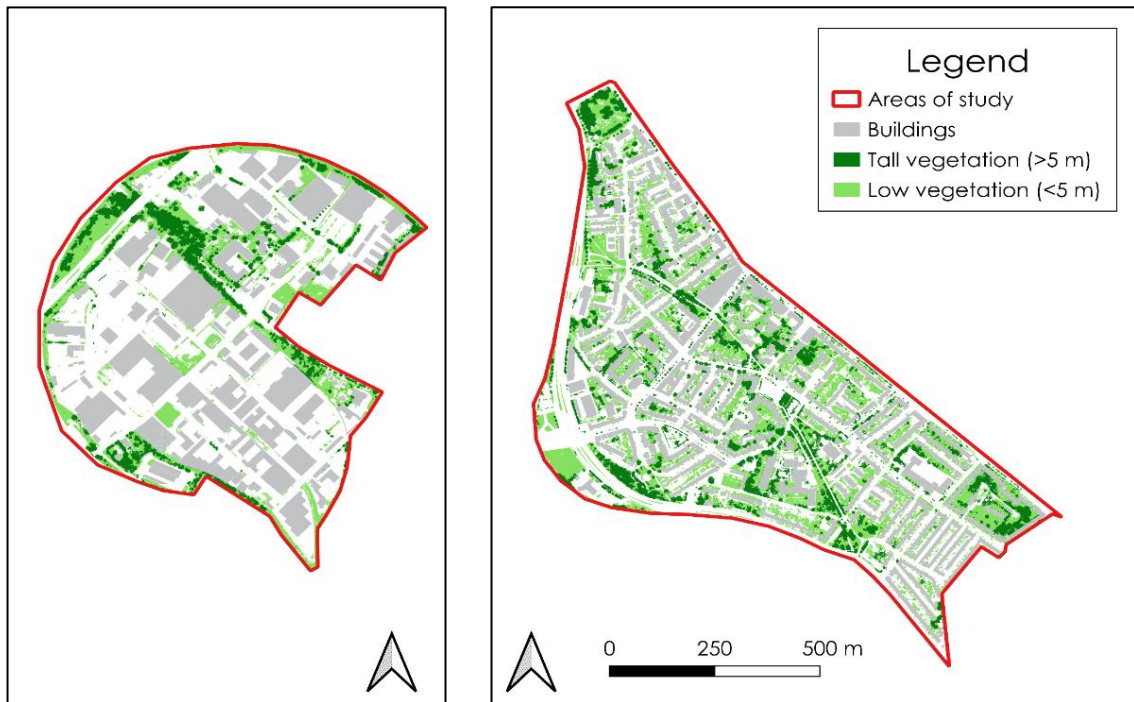 Legend
Areas of study
Buildings
Tall vegetation (>5 m)
Low vegetation (<5 m)
0 250 500 m